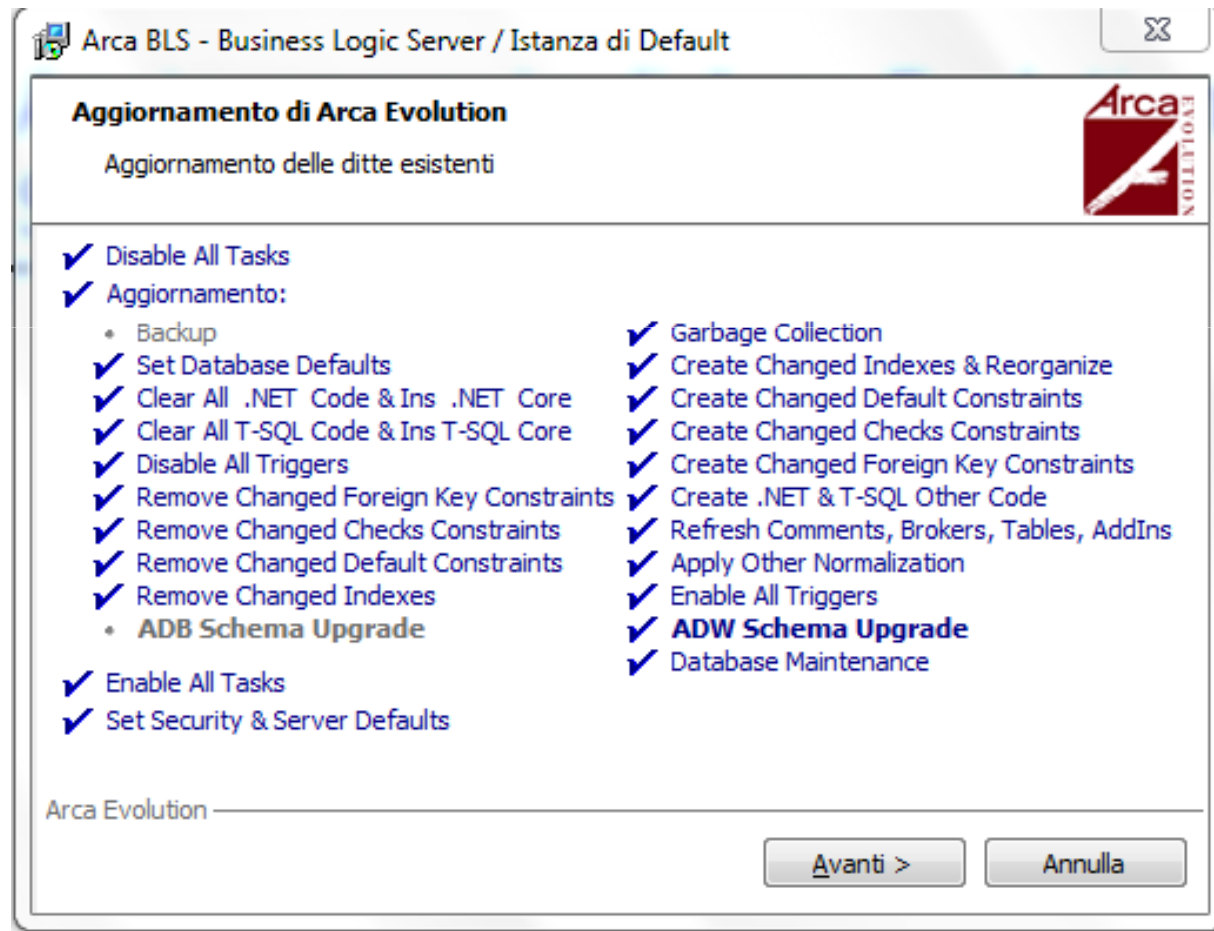 Arca BLS - Business Logic Server / Istanza di Default
Aggiornamento di Arca Evolution
Aggiornamento delle ditte esistenti
Arca
EVOLUTION
Disable All Tasks
Aggiornamento:
Backup
Set Database Defaults
Clear All .NET Code & Ins .NET Core
Clear All T-SQL Code & Ins T-SQL Core
Disable All Triggers
Remove Changed Foreign Key Constraints
Remove Changed Checks Constraints
Remove Changed Default Constraints
Remove Changed Indexes
ADB Schema Upgrade
Garbage Collection
Create Changed Indexes & Reorganize
Create Changed Default Constraints
Create Changed Checks Constraints
Create Changed Foreign Key Constraints
Create .NET & T-SQL Other Code
Refresh Comments, Brokers, Tables, AddIns
Apply Other Normalization
Enable All Triggers
ADW Schema Upgrade
Database Maintenance
Enable All Tasks
Set Security & Server Defaults
Arca Evolution
Avanti >
Annulla